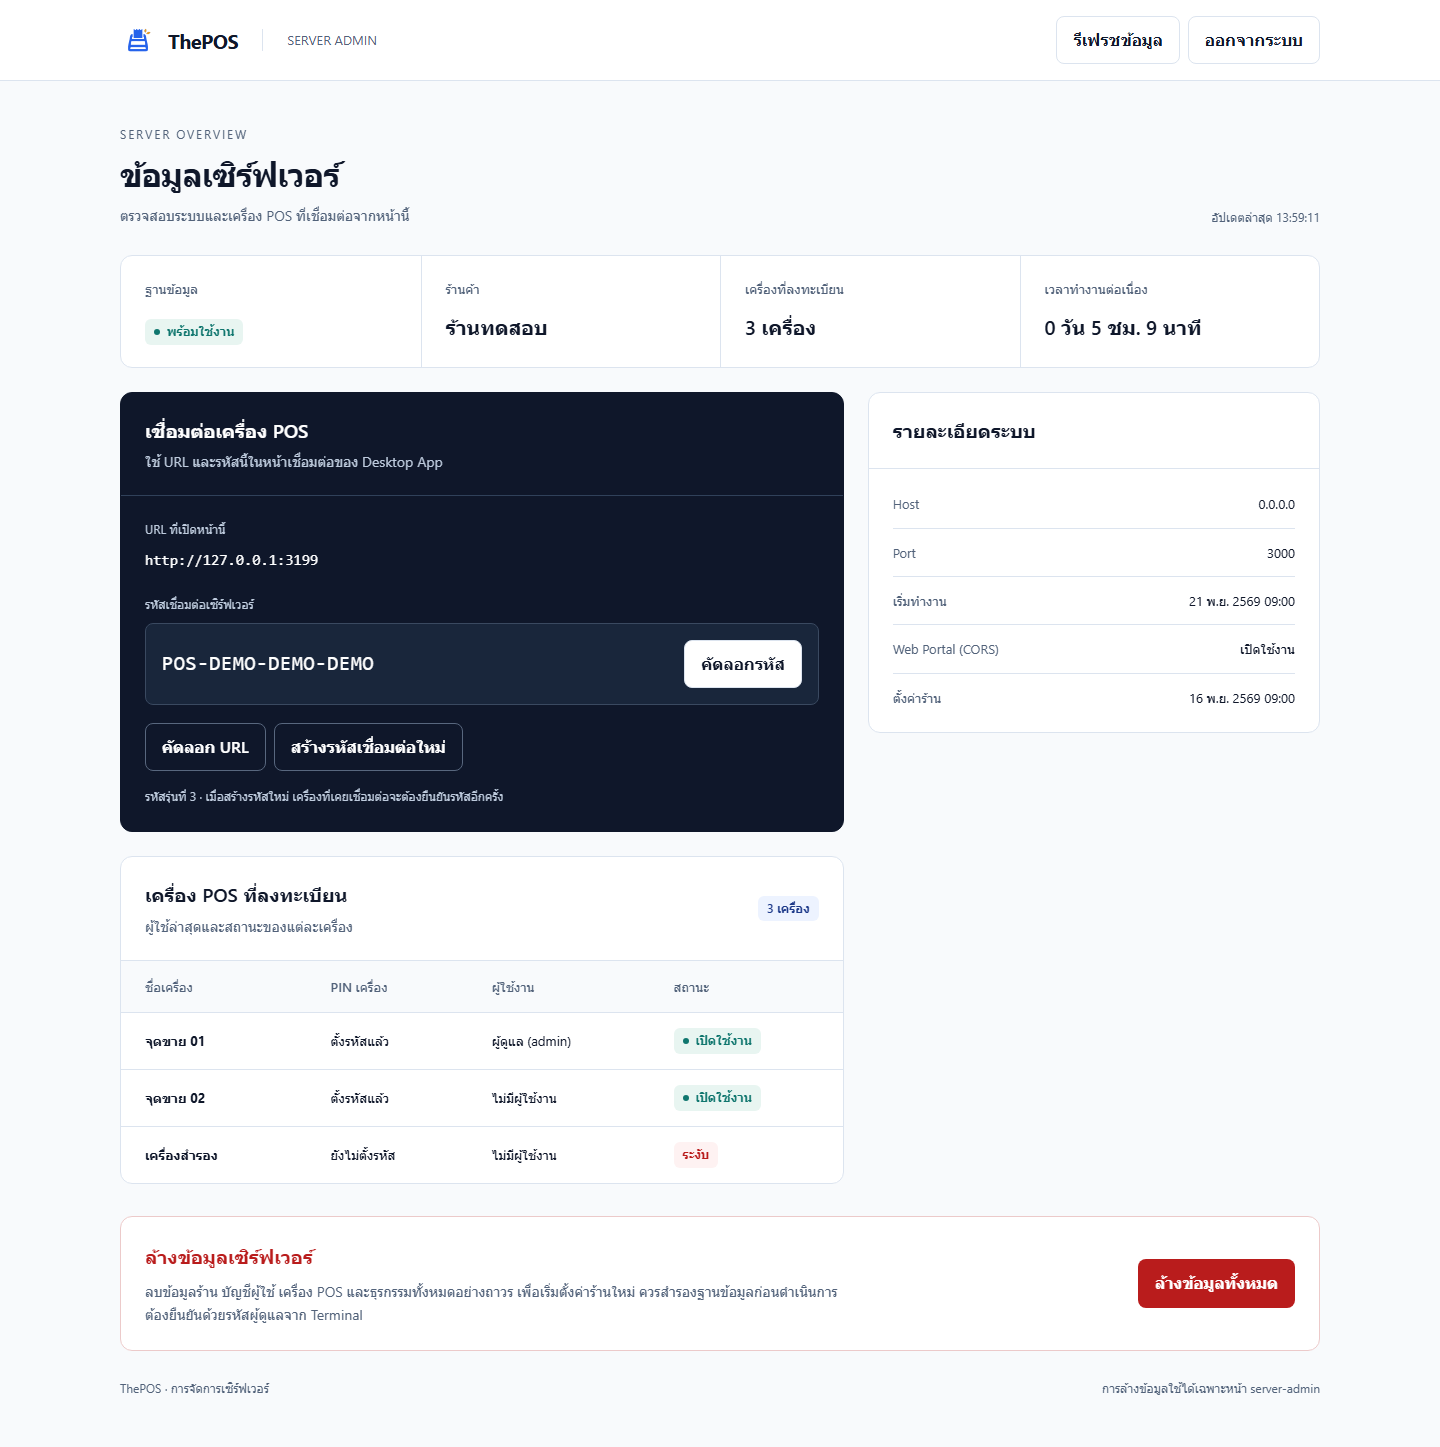 ThePOS
SERVER ADMIN
รีเฟรชข้อมูล
ออกจากระบบ
SERVER OVERVIEW
ข้อมูลเซิร์ฟเวอร์
ตรวจสอบระบบและเครื่อง POS ที่เชื่อมต่อจากหน้านี้
อัปเดตล่าสุด 13:59:11
ฐานข้อมูล
พร้อมใช้งาน
ร้านค้า
ร้านทดสอบ
เครื่องที่ลงทะเบียน
3 เครื่อง
เวลาทำงานต่อเนื่อง
0 วัน 5 ชม. 9 นาที
เชื่อมต่อเครื่อง POS
ใช้ URL และรหัสนี้ในหน้าเชื่อมต่อของ Desktop App
URL ที่เปิดหน้านี้
http://127.0.0.1:3199
รหัสเชื่อมต่อเซิร์ฟเวอร์
POS-DEMO-DEMO-DEMO
คัดลอกรหัส
คัดลอก URL
สร้างรหัสเชื่อมต่อใหม่
รหัสรุ่นที่ 3 · เมื่อสร้างรหัสใหม่ เครื่องที่เคยเชื่อมต่อจะต้องยืนยันรหัสอีกครั้ง
รายละเอียดระบบ
Host 0.0.0.0
Port 3000
เริ่มทำงาน 21 พ.ย. 2569 09:00
Web Portal (CORS) เปิดใช้งาน
ตั้งค่าร้าน 16 พ.ย. 2569 09:00
เครื่อง POS ที่ลงทะเบียน
ผู้ใช้ล่าสุดและสถานะของแต่ละเครื่อง
3 เครื่อง
ชื่อเครื่อง PIN เครื่อง ผู้ใช้งาน สถานะ
จุดขาย 01 ตั้งรหัสแล้ว ผู้ดูแล (admin) เปิดใช้งาน
จุดขาย 02 ตั้งรหัสแล้ว ไม่มีผู้ใช้งาน เปิดใช้งาน
เครื่องสำรอง ยังไม่ตั้งรหัส ไม่มีผู้ใช้งาน ระงับ
ล้างข้อมูลเซิร์ฟเวอร์
ลบข้อมูลร้าน บัญชีผู้ใช้ เครื่อง POS และธุรกรรมทั้งหมดอย่างถาวร เพื่อเริ่มตั้งค่าร้านใหม่ ควรสำรองฐานข้อมูลก่อนดำเนินการ
ต้องยืนยันด้วยรหัสผู้ดูแลจาก Terminal
ล้างข้อมูลทั้งหมด
ThePOS · การจัดการเซิร์ฟเวอร์
การล้างข้อมูลใช้ได้เฉพาะหน้า server-admin